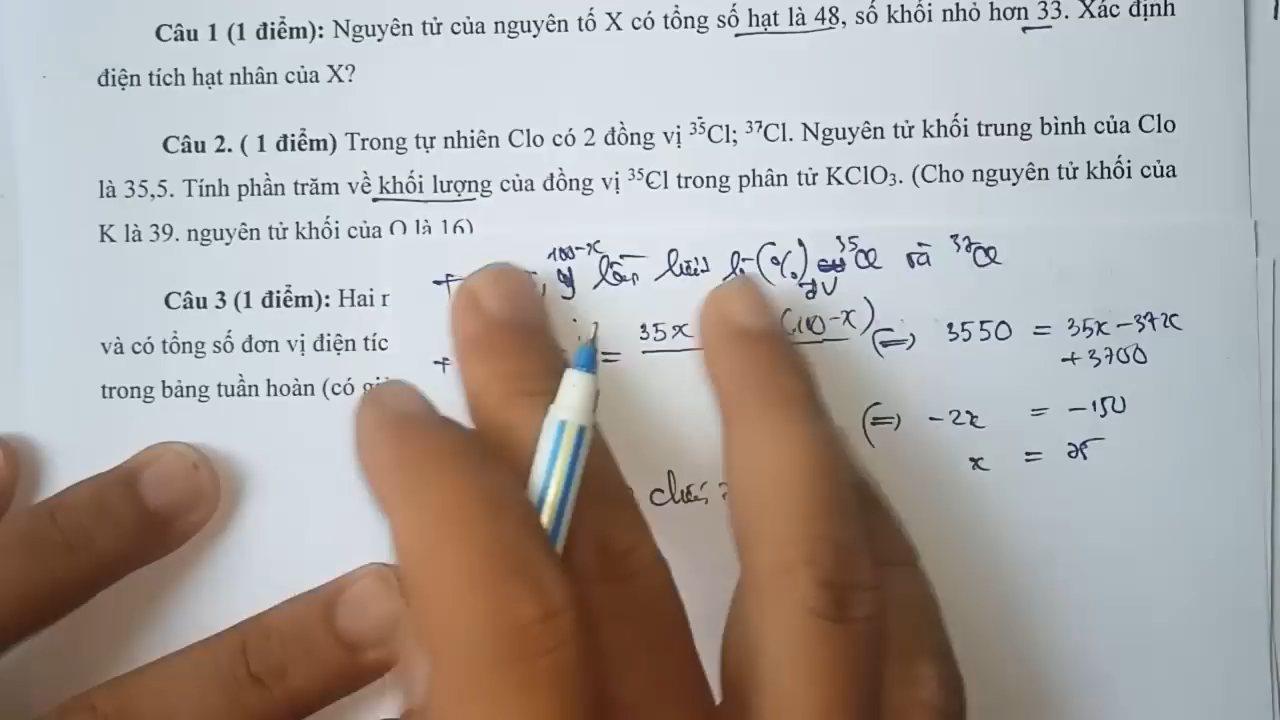 Câu 1 (1 điểm): Nguyên tử của nguyên tố X có tổng số hạt là 48, số khối nhỏ hơn 33. Xác định
điện tích hạt nhân của X?
Câu 2. ( 1 điểm) Trong tự nhiên Clo có 2 đồng vị ³⁵Cl; ³⁷Cl. Nguyên tử khối trung bình của Clo
là 35,5. Tính phần trăm về khối lượng của đồng vị ³⁵Cl trong phân tử KClO₃. (Cho nguyên tử khối của
K là 39. nguyên tử khối của O là 16)
100-x
+ , y lần lượt là (%) đv ³⁵Cl và ³⁷Cl
Câu 3 (1 điểm): Hai
+ = 35x (100-x) <=> 3550 = 35x-37x
+3700
và có tổng số đơn vị điện tíc
trong bảng tuần hoàn (có
<=> -2x = -150
x = 75